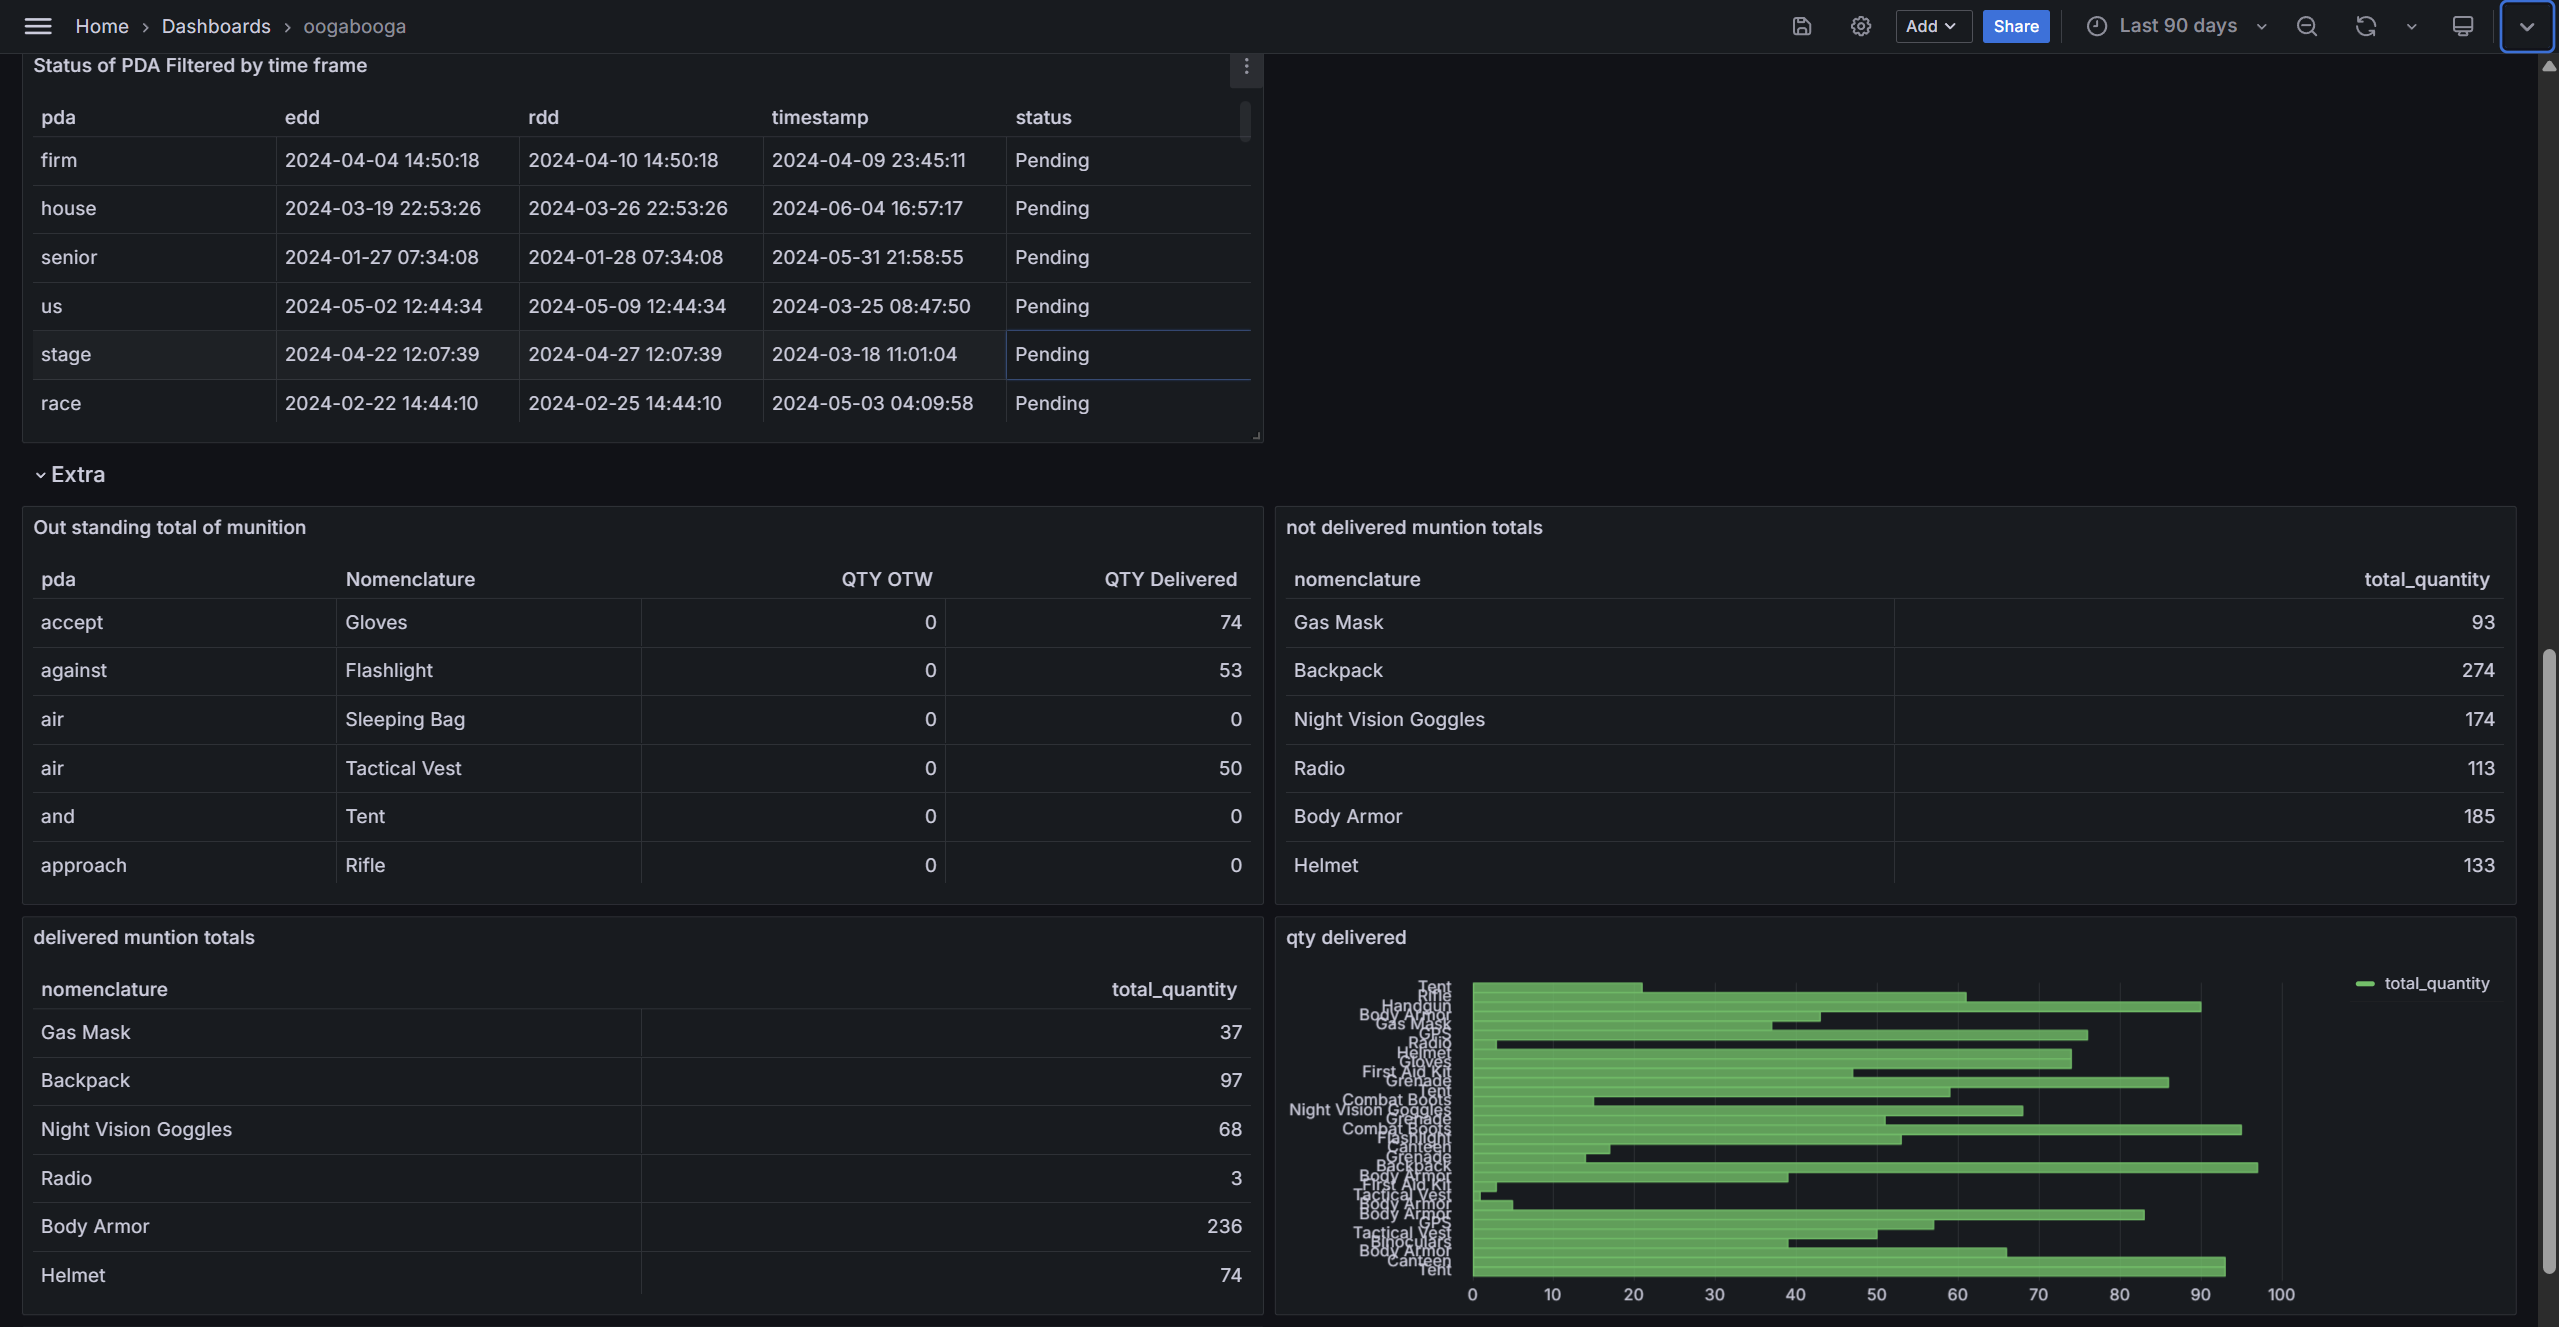 Home › Dashboards › oogabooga Add Share Last 90 days
Status of PDA Filtered by time frame
pda edd rdd timestamp status
firm 2024-04-04 14:50:18 2024-04-10 14:50:18 2024-04-09 23:45:11 Pending
house 2024-03-19 22:53:26 2024-03-26 22:53:26 2024-06-04 16:57:17 Pending
senior 2024-01-27 07:34:08 2024-01-28 07:34:08 2024-05-31 21:58:55 Pending
us 2024-05-02 12:44:34 2024-05-09 12:44:34 2024-03-25 08:47:50 Pending
stage 2024-04-22 12:07:39 2024-04-27 12:07:39 2024-03-18 11:01:04 Pending
race 2024-02-22 14:44:10 2024-02-25 14:44:10 2024-05-03 04:09:58 Pending
Extra
Out standing total of munition
pda Nomenclature QTY OTW QTY Delivered
accept Gloves 0 74
against Flashlight 0 53
air Sleeping Bag 0 0
air Tactical Vest 0 50
and Tent 0 0
approach Rifle 0 0
not delivered muntion totals
nomenclature total_quantity
Gas Mask 93
Backpack 274
Night Vision Goggles 174
Radio 113
Body Armor 185
Helmet 133
delivered muntion totals
nomenclature total_quantity
Gas Mask 37
Backpack 97
Night Vision Goggles 68
Radio 3
Body Armor 236
Helmet 74
qty delivered
total_quantity
Tent
Rifle
Handgun
Body Armor
Gas Mask
GPS
Radio
Helmet
Gloves
First Aid Kit
Grenade
Tent
Combat Boots
Night Vision Goggles
Grenade
Combat Boots
Flashlight
Canteen
Grenade
Backpack
Body Armor
First Aid Kit
Tactical Vest
Body Armor
Body Armor
GPS
Tactical Vest
Binoculars
Body Armor
Canteen
Tent
0 10 20 30 40 50 60 70 80 90 100